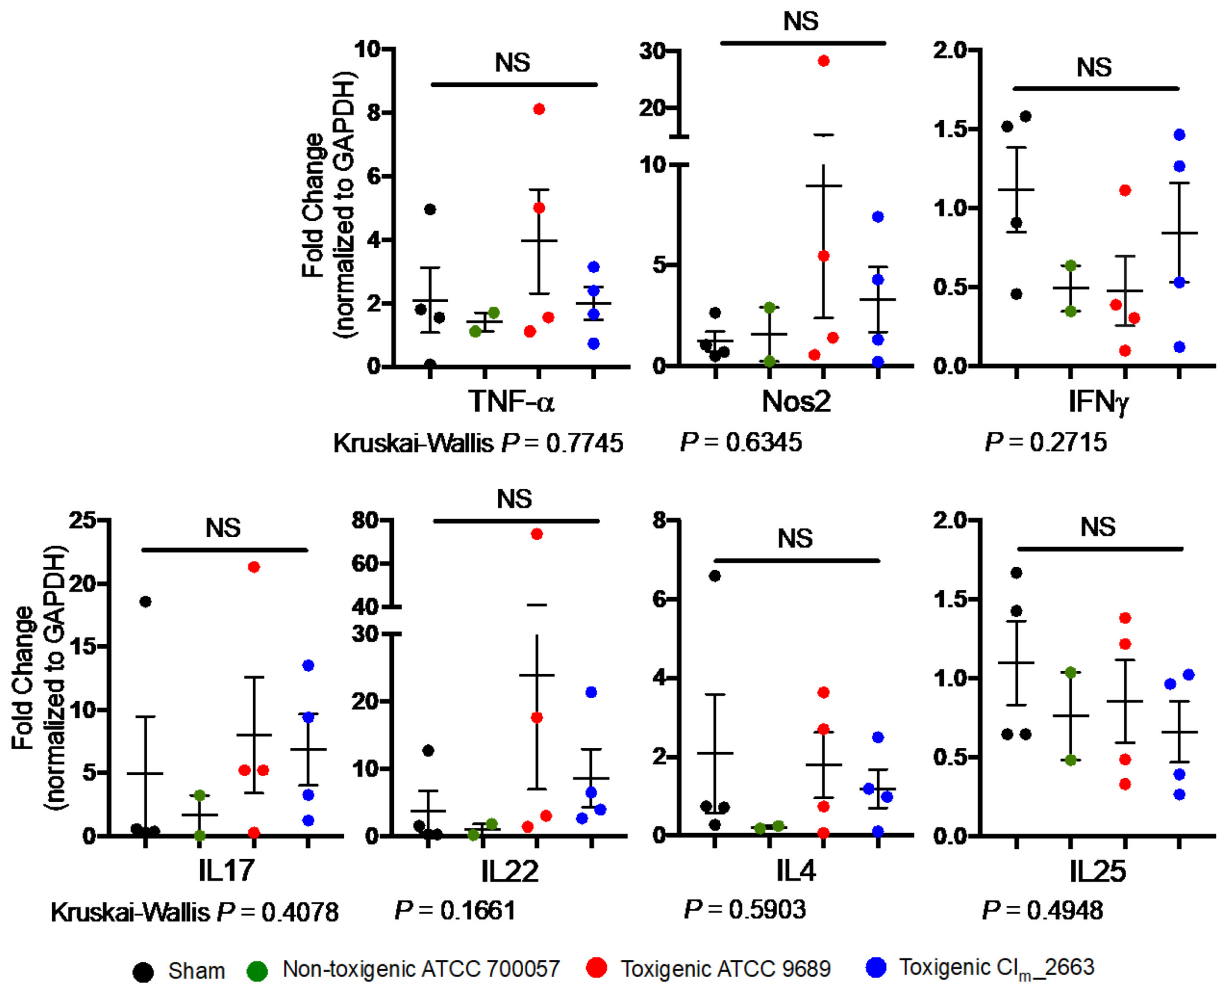 NS
NS
NS
Fold Change
(normalized to GAPDH)
10
8
6
4
2
0
30
20
10
5
0
2.0
1.5
1.0
0.5
0.0
TNF-α
Nos2
IFNγ
Kruskai-Wallis P = 0.7745
P = 0.6345
P = 0.2715
NS
NS
NS
NS
Fold Change
(normalized to GAPDH)
25
20
15
10
5
0
80
60
40
30
20
10
0
8
6
4
2
0
2.0
1.5
1.0
0.5
0.0
IL17
IL22
IL4
IL25
Kruskai-Wallis P = 0.4078
P = 0.1661
P = 0.5903
P = 0.4948
Sham
Non-toxigenic ATCC 700057
Toxigenic ATCC 9689
Toxigenic CIm_2663